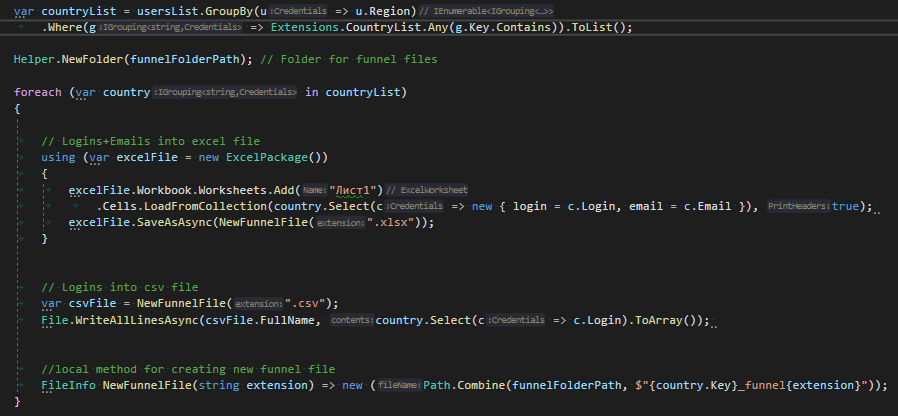 var countryList = usersList.GroupBy(u :Credentials => u.Region) // IEnumerable<IGrouping<…>>
.Where(g :IGrouping<string,Credentials> => Extensions.CountryList.Any(g.Key.Contains)).ToList();
Helper.NewFolder(funnelFolderPath); // Folder for funnel files
foreach (var country :IGrouping<string,Credentials> in countryList)
{
// Logins+Emails into excel file
using (var excelFile = new ExcelPackage())
{
excelFile.Workbook.Worksheets.Add( Name: "Лист1") // ExcelWorksheet
.Cells.LoadFromCollection(country.Select(c :Credentials => new { login = c.Login, email = c.Email }), PrintHeaders: true);
excelFile.SaveAsAsync(NewFunnelFile( extension: ".xlsx"));
}
// Logins into csv file
var csvFile = NewFunnelFile( extension: ".csv");
File.WriteAllLinesAsync(csvFile.FullName, contents: country.Select(c :Credentials => c.Login).ToArray());
//local method for creating new funnel file
FileInfo NewFunnelFile(string extension) => new ( fileName: Path.Combine(funnelFolderPath, $"{country.Key}_funnel{extension}"));
}